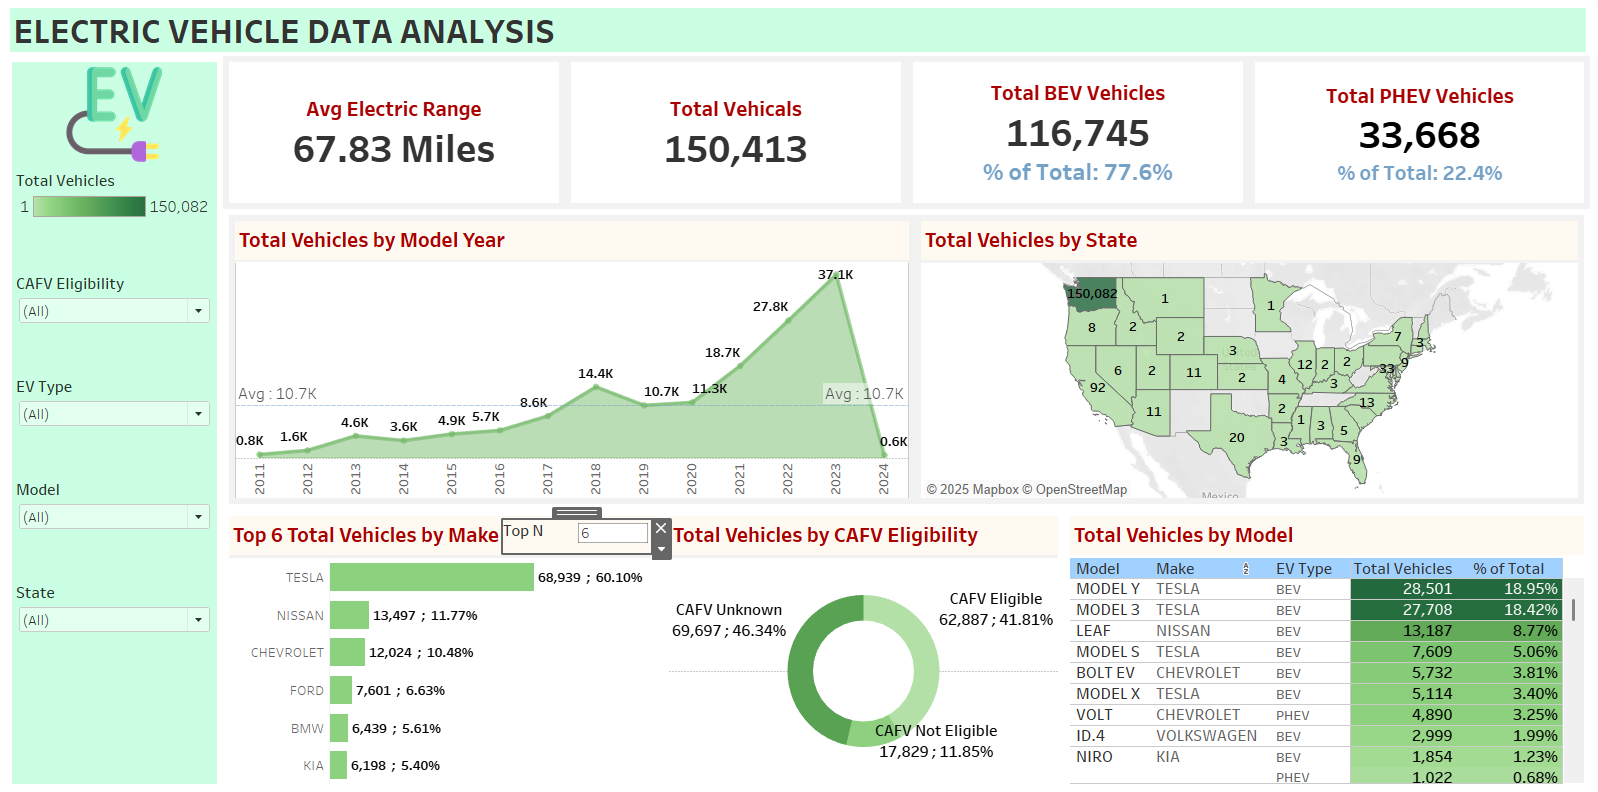 ELECTRIC VEHICLE DATA ANALYSIS
EV
Total Vehicles
1 150,082
CAFV Eligibility
(All)
EV Type
(All)
Model
(All)
State
(All)
Avg Electric Range
67.83 Miles
Total Vehicals
150,413
Total BEV Vehicles
116,745
% of Total: 77.6%
Total PHEV Vehicles
33,668
% of Total: 22.4%
Total Vehicles by Model Year
37.1K
27.8K
18.7K
14.4K
Avg : 10.7K 10.7K 11.3K Avg : 10.7K
8.6K
0.8K 1.6K 4.6K 3.6K 4.9K 5.7K 0.6K
2011 2012 2013 2014 2015 2016 2017 2018 2019 2020 2021 2022 2023 2024
Total Vehicles by State
150,082 1 1
8 2 2 7 3
3 12 2 2 33 9
92 6 2 11 2 4 3
11 2 13
20 3 1 3 5
9
Mexico
© 2025 Mapbox © OpenStreetMap
Top 6 Total Vehicles by Make
Top N 6
TESLA 68,939 ; 60.10%
NISSAN 13,497 ; 11.77%
CHEVROLET 12,024 ; 10.48%
FORD 7,601 ; 6.63%
BMW 6,439 ; 5.61%
KIA 6,198 ; 5.40%
Total Vehicles by CAFV Eligibility
CAFV Unknown
69,697 ; 46.34%
CAFV Eligible
62,887 ; 41.81%
CAFV Not Eligible
17,829 ; 11.85%
Total Vehicles by Model
Model Make EV Type Total Vehicles % of Total
MODEL Y TESLA BEV 28,501 18.95%
MODEL 3 TESLA BEV 27,708 18.42%
LEAF NISSAN BEV 13,187 8.77%
MODEL S TESLA BEV 7,609 5.06%
BOLT EV CHEVROLET BEV 5,732 3.81%
MODEL X TESLA BEV 5,114 3.40%
VOLT CHEVROLET PHEV 4,890 3.25%
ID.4 VOLKSWAGEN BEV 2,999 1.99%
NIRO KIA BEV 1,854 1.23%
PHEV 1,022 0.68%